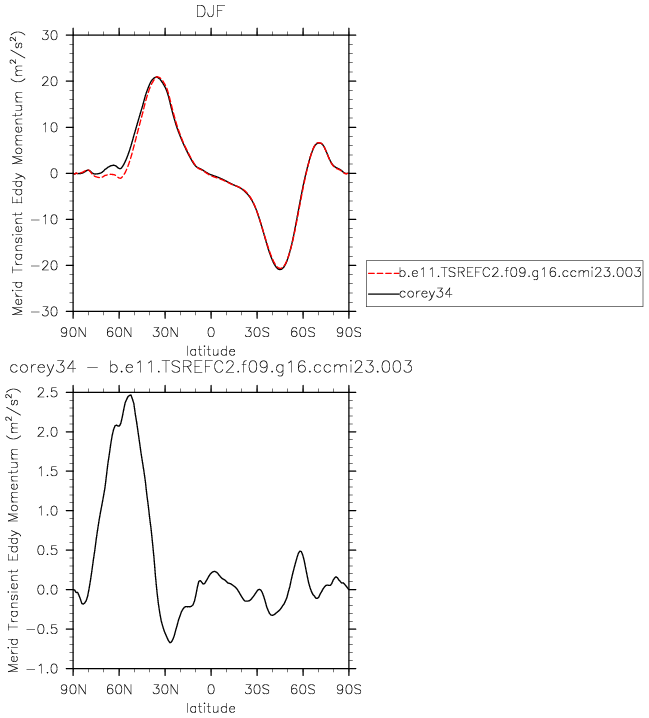 DJF
Merid Transient Eddy Momentum (m²/s²)
30
20
10
0
−10
−20
−30
90N 60N 30N 0 30S 60S 90S
latitude
b.e11.TSREFC2.f09.g16.ccmi23.003
corey34
corey34 − b.e11.TSREFC2.f09.g16.ccmi23.003
Merid Transient Eddy Momentum (m²/s²)
2.5
2.0
1.5
1.0
0.5
0.0
−0.5
−1.0
90N 60N 30N 0 30S 60S 90S
latitude